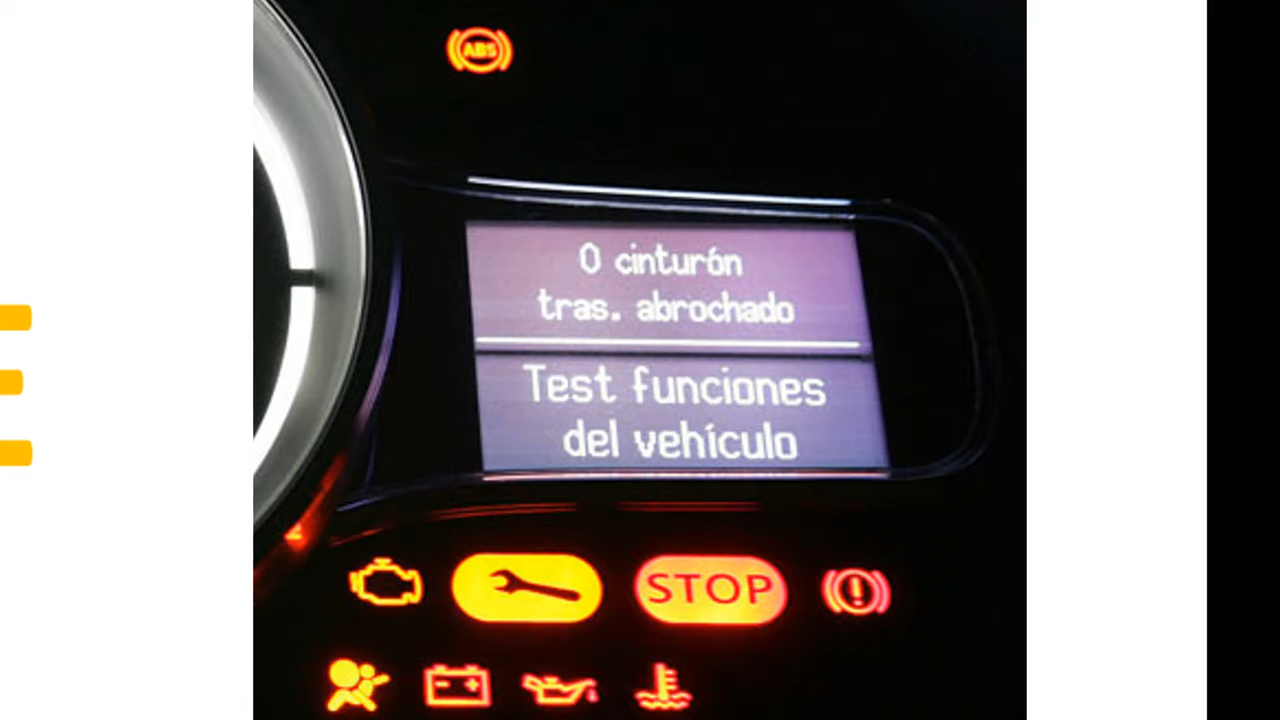 ABS
0 cinturón
tras. abrochado
Test funciones
del vehículo
STOP